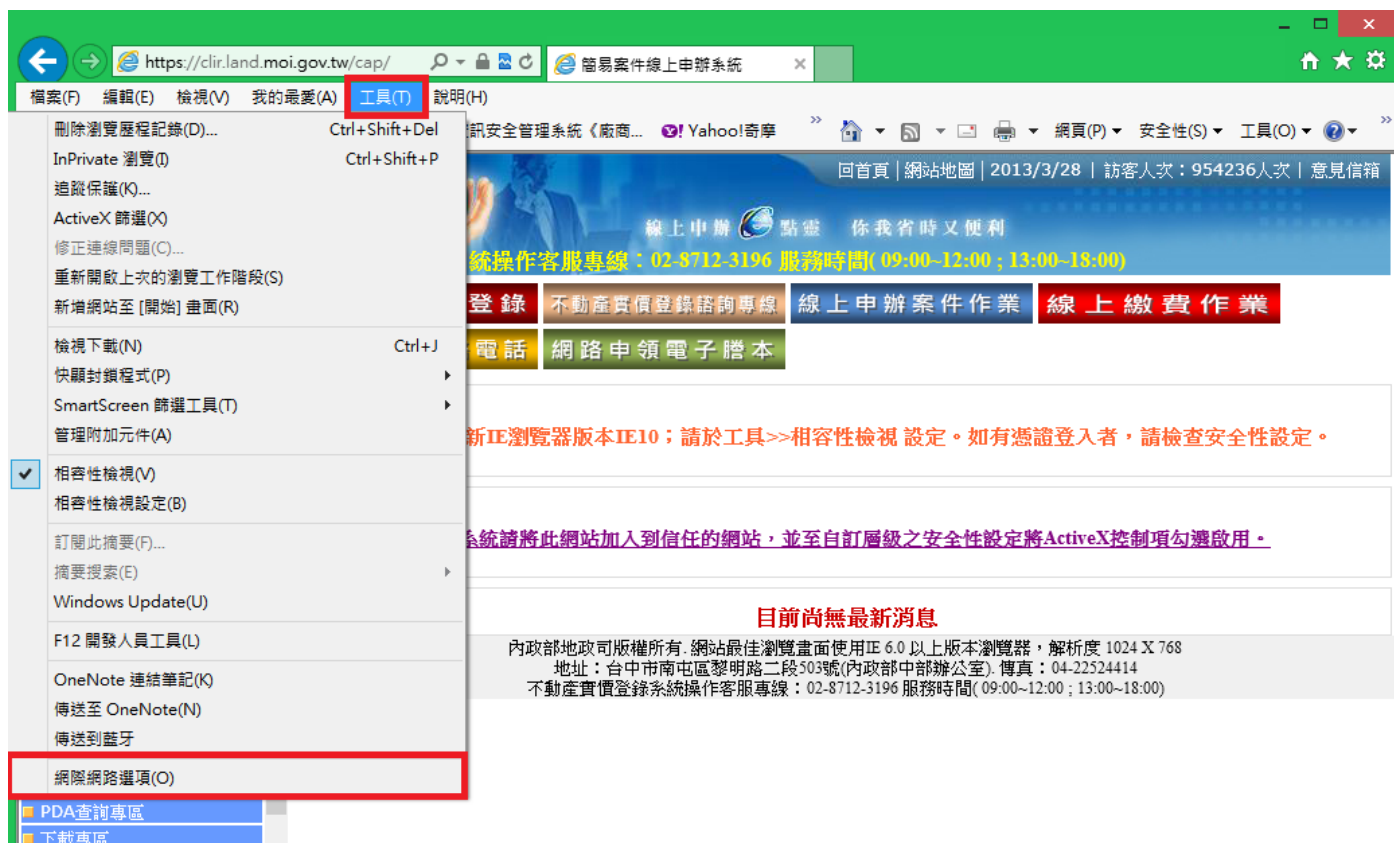 https://clir.land.moi.gov.tw/cap/
簡易案件線上申辦系統
檔案(F) 編輯(E) 檢視(V) 我的最愛(A) 工具(T) 說明(H)
刪除瀏覽歷程記錄(D)... Ctrl+Shift+Del
InPrivate 瀏覽(I) Ctrl+Shift+P
追蹤保護(K)...
ActiveX 篩選(X)
修正連線問題(C)...
重新開啟上次的瀏覽工作階段(S)
新增網站至 [開始] 畫面(R)
檢視下載(N) Ctrl+J
快顯封鎖程式(P)
SmartScreen 篩選工具(T)
管理附加元件(A)
相容性檢視(V)
相容性檢視設定(B)
訂閱此摘要(F)...
摘要搜索(E)
Windows Update(U)
F12 開發人員工具(L)
OneNote 連結筆記(K)
傳送至 OneNote(N)
傳送到藍牙
網際網路選項(O)
PDA查詢專區
下載專區
訊安全管理系統《廠商... Yahoo!奇摩 網頁(P) 安全性(S) 工具(O)
回首頁 | 網站地圖 | 2013/3/28 | 訪客人次：954236人次 | 意見信箱
線上申辦 e 點靈 你我省時又便利
統操作客服專線：02-8712-3196 服務時間( 09:00~12:00 ; 13:00~18:00)
登錄 不動產實價登錄諮詢專線 線上申辦案件作業 線上繳費作業
電話 網路申領電子謄本
新IE瀏覽器版本IE10；請於工具>>相容性檢視 設定。如有憑證登入者，請檢查安全性設定。
系統請將此網站加入到信任的網站，並至自訂層級之安全性設定將ActiveX控制項勾選啟用。
目前尚無最新消息
內政部地政司版權所有. 網站最佳瀏覽畫面使用IE 6.0 以上版本瀏覽器，解析度 1024 X 768
地址：台中市南屯區黎明路二段503號(內政部中部辦公室). 傳真：04-22524414
不動產實價登錄系統操作客服專線：02-8712-3196 服務時間( 09:00~12:00 ; 13:00~18:00)